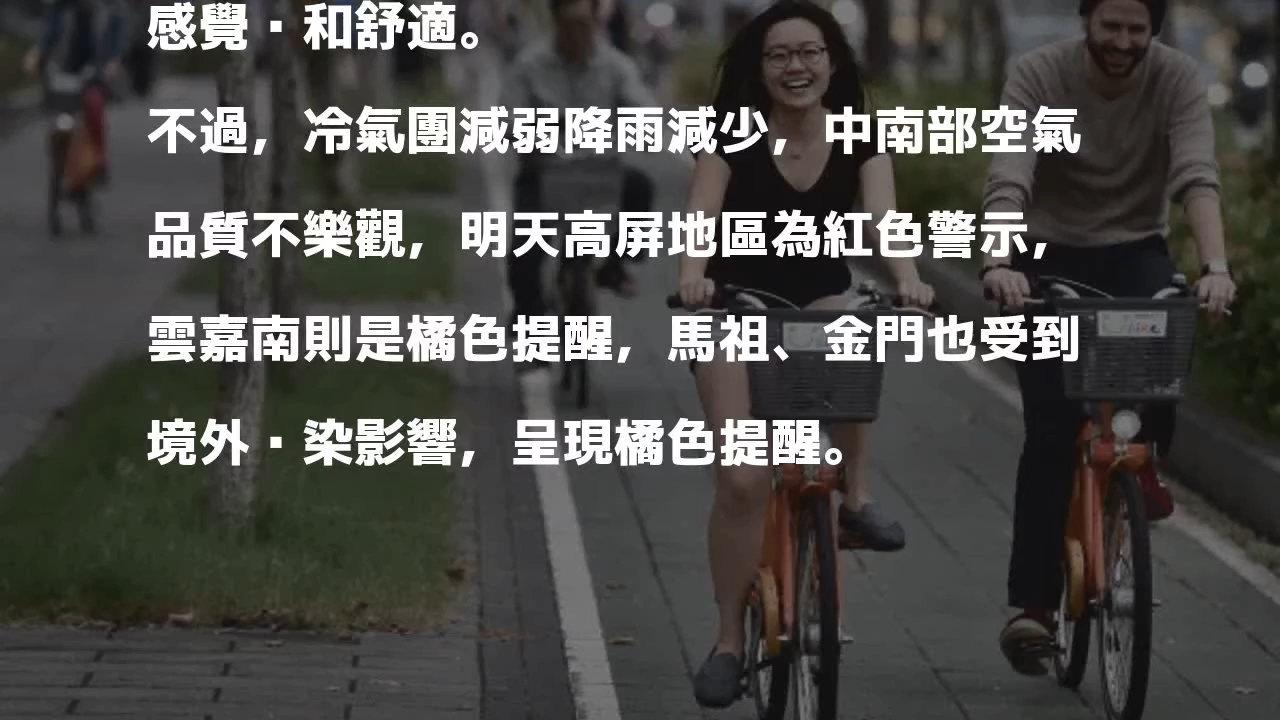 感覺▪和舒適。
不過，冷氣團減弱降雨減少，中南部空氣
品質不樂觀，明天高屏地區為紅色警示，
雲嘉南則是橘色提醒，馬祖、金門也受到
境外▪染影響，呈現橘色提醒。